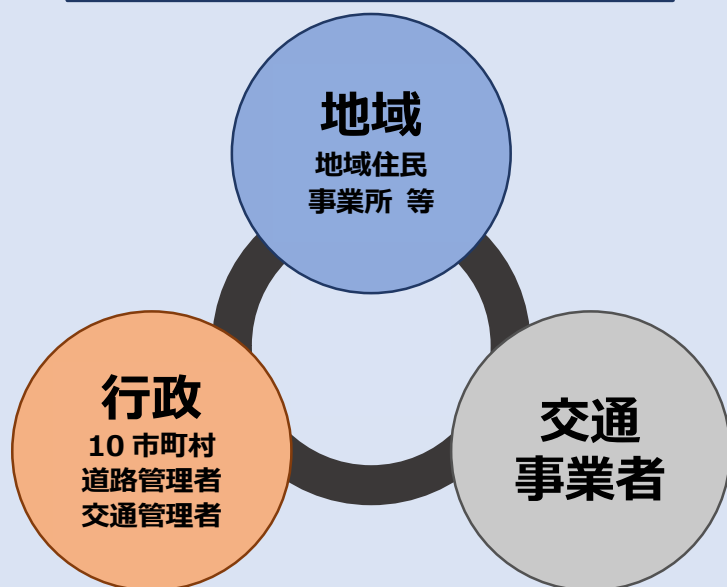 地域
地域住民
事業所 等
行政
10 市町村
道路管理者
交通管理者
交通
事業者